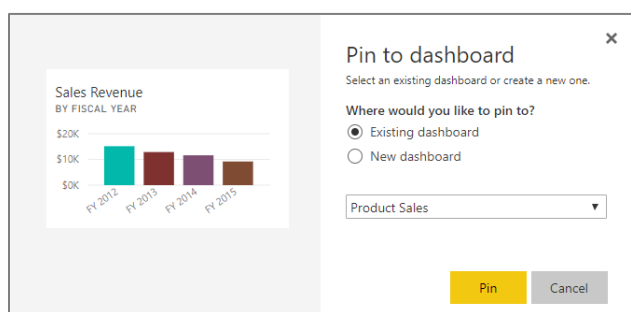 Sales Revenue
BY FISCAL YEAR
$20K
$10K
$0K
FY 2012
FY 2013
FY 2014
FY 2015
Pin to dashboard
Select an existing dashboard or create a new one.
Where would you like to pin to?
Existing dashboard
New dashboard
Product Sales
Pin
Cancel